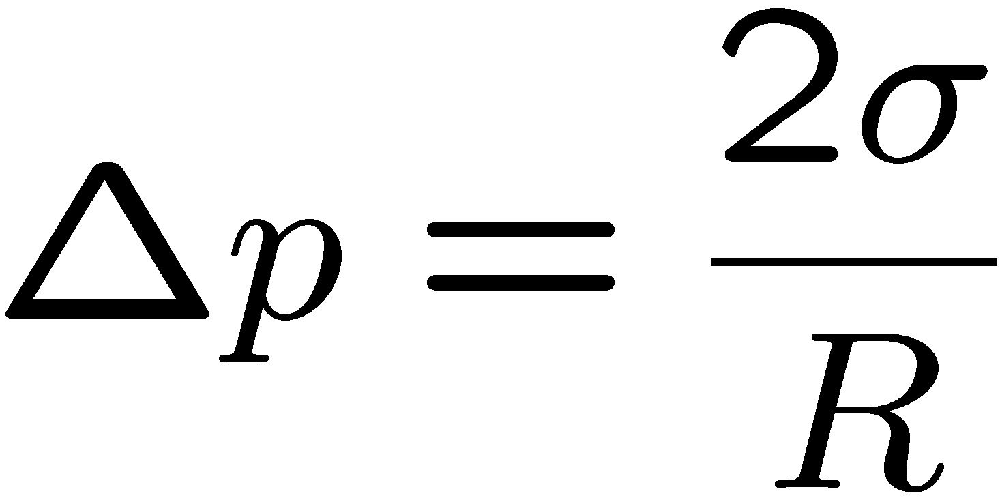 Δp = 2σ/R